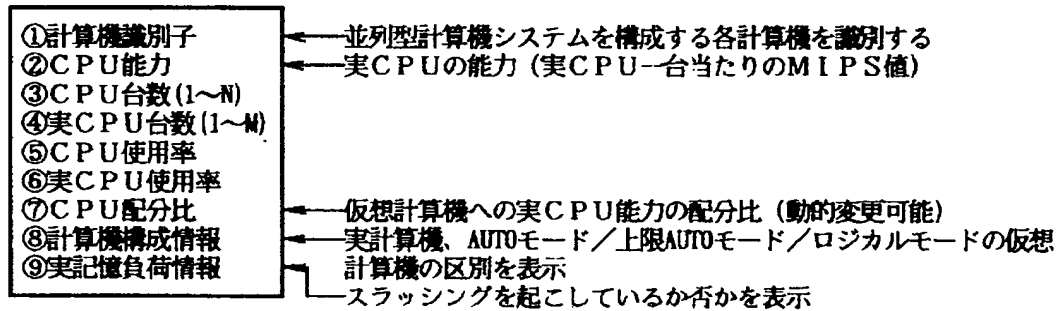 ①計算機識別子 並列型計算機システムを構成する各計算機を識別する
②CPU能力 実CPUの能力(実CPU一台当たりのMIPS値)
③CPU台数(1〜N)
④実CPU台数(1〜M)
⑤CPU使用率
⑥実CPU使用率
⑦CPU配分比 仮想計算機への実CPU能力の配分比(動的変更可能)
⑧計算機構成情報 実計算機、AUTOモード/上限AUTOモード/ロジカルモードの仮想
⑨実記憶負荷情報 計算機の区別を表示
スラッシングを起こしているか否かを表示